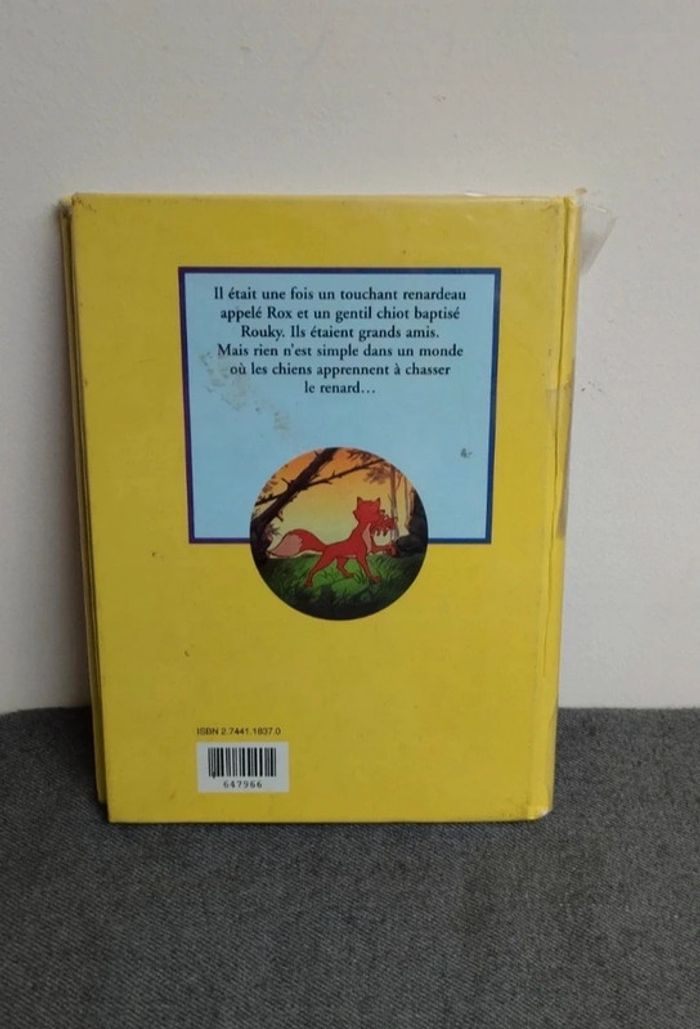 Il était une fois un touchant renardeau
appelé Rox et un gentil chiot baptisé
Rouky. Ils étaient grands amis.
Mais rien n'est simple dans un monde
où les chiens apprennent à chasser
le renard...
ISBN 2.7441.1837.0
647966